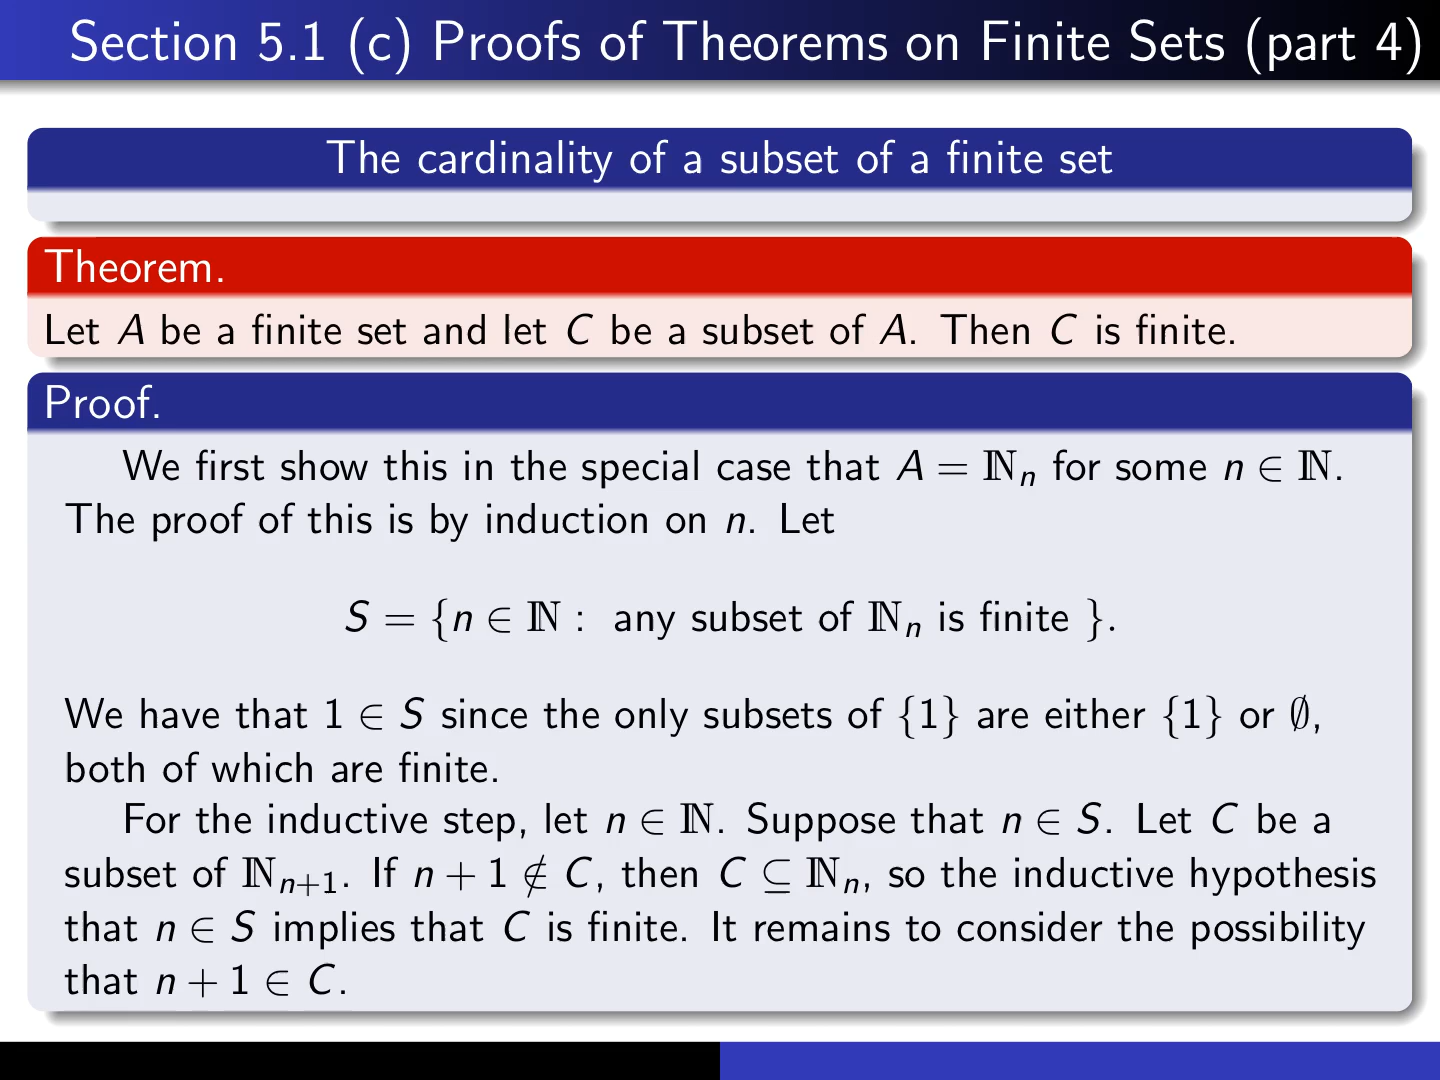 Section 5.1 (c) Proofs of Theorems on Finite Sets (part 4)
The cardinality of a subset of a finite set
Theorem.
Let A be a finite set and let C be a subset of A. Then C is finite.
Proof.
We first show this in the special case that A = ℕₙ for some n ∈ ℕ.
The proof of this is by induction on n. Let
S = {n ∈ ℕ : any subset of ℕₙ is finite }.
We have that 1 ∈ S since the only subsets of {1} are either {1} or ∅,
both of which are finite.
For the inductive step, let n ∈ ℕ. Suppose that n ∈ S. Let C be a
subset of ℕₙ₊₁. If n + 1 ∉ C, then C ⊆ ℕₙ, so the inductive hypothesis
that n ∈ S implies that C is finite. It remains to consider the possibility
that n + 1 ∈ C.